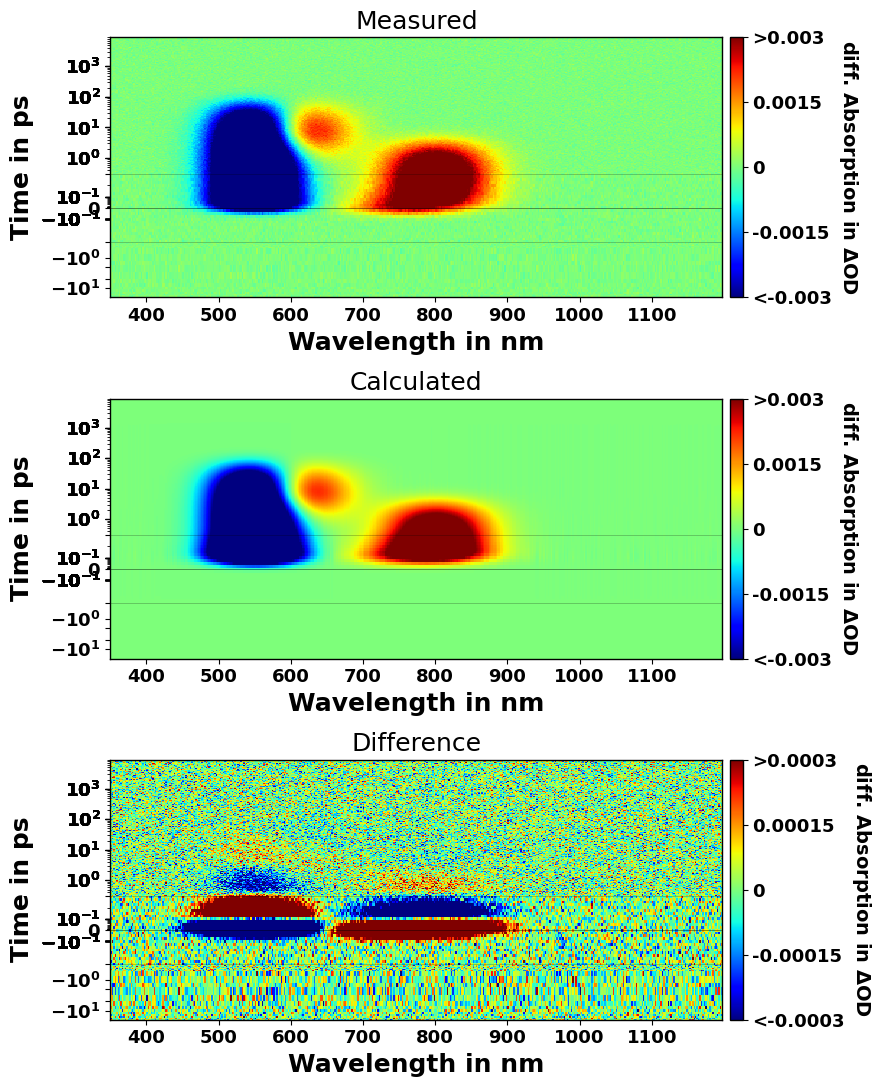 Measured
Time in ps
10³
10²
10¹
10⁰
10⁻¹
0
−10⁻¹
−10⁰
−10¹
400 500 600 700 800 900 1000 1100
Wavelength in nm
>0.003
0.0015
0
-0.0015
<-0.003
diff. Absorption in ΔOD
Calculated
Time in ps
10³
10²
10¹
10⁰
10⁻¹
0
−10⁻¹
−10⁰
−10¹
400 500 600 700 800 900 1000 1100
Wavelength in nm
>0.003
0.0015
0
-0.0015
<-0.003
diff. Absorption in ΔOD
Difference
Time in ps
10³
10²
10¹
10⁰
10⁻¹
0
−10⁻¹
−10⁰
−10¹
400 500 600 700 800 900 1000 1100
Wavelength in nm
>0.0003
0.00015
0
-0.00015
<-0.0003
diff. Absorption in ΔOD